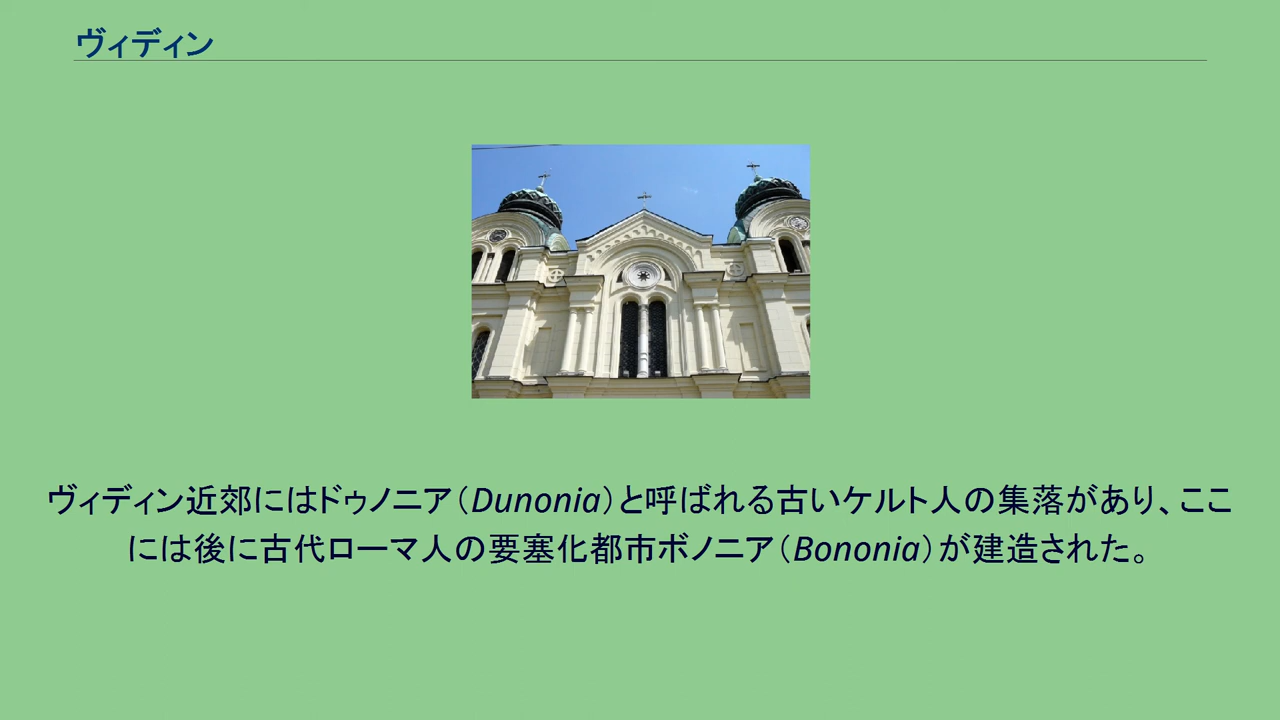 ヴィディン
ヴィディン近郊にはドゥノニア（Dunonia）と呼ばれる古いケルト人の集落があり、ここ
には後に古代ローマ人の要塞化都市ボノニア（Bononia）が建造された。